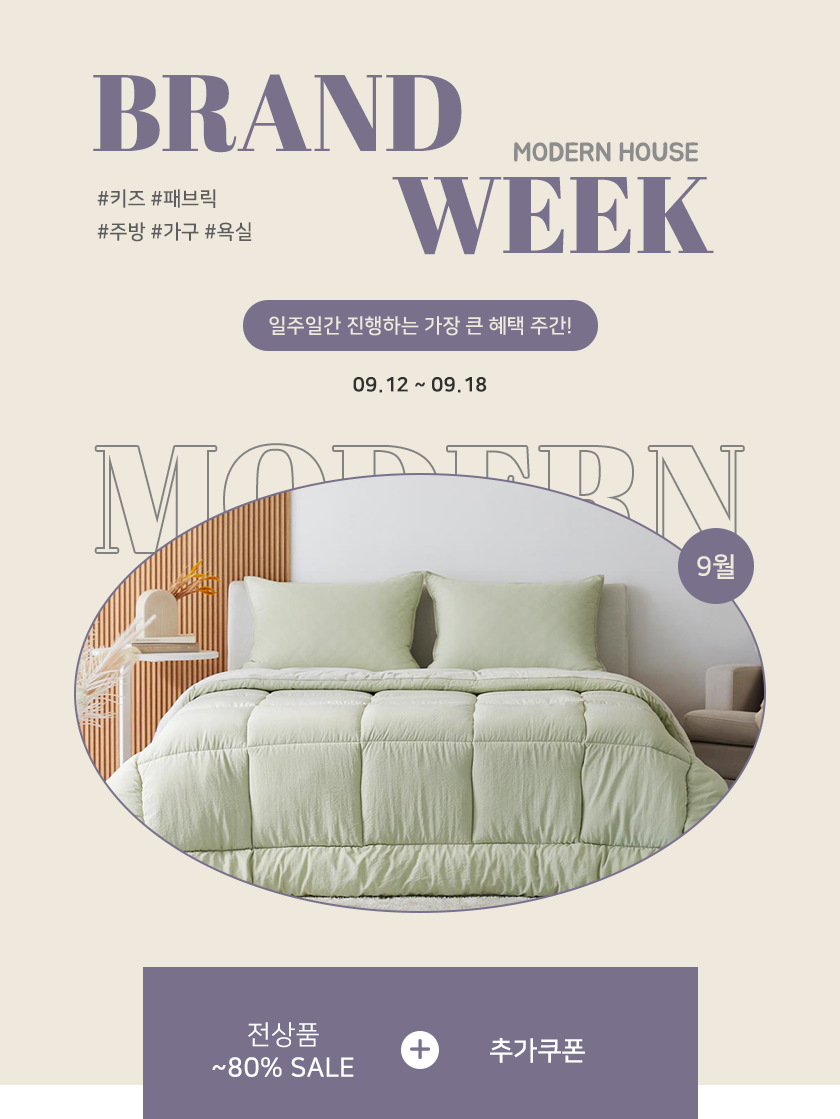 BRAND
MODERN HOUSE
WEEK
#키즈 #패브릭
#주방 #가구 #욕실
일주일간 진행하는 가장 큰 혜택 주간!
09.12 ~ 09.18
MODERN
9월
전상품
~80% SALE
+
추가쿠폰